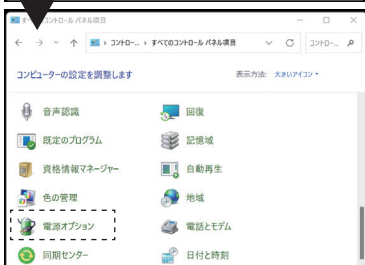 すべてのコントロール パネル項目
コントロー... › すべてのコントロール パネル項目
コントロ-...
コンピューターの設定を調整します
表示方法: 大きいアイコン
音声認識
回復
既定のプログラム
記憶域
資格情報マネージャー
自動再生
色の管理
地域
電源オプション
電話とモデム
同期センター
日付と時刻